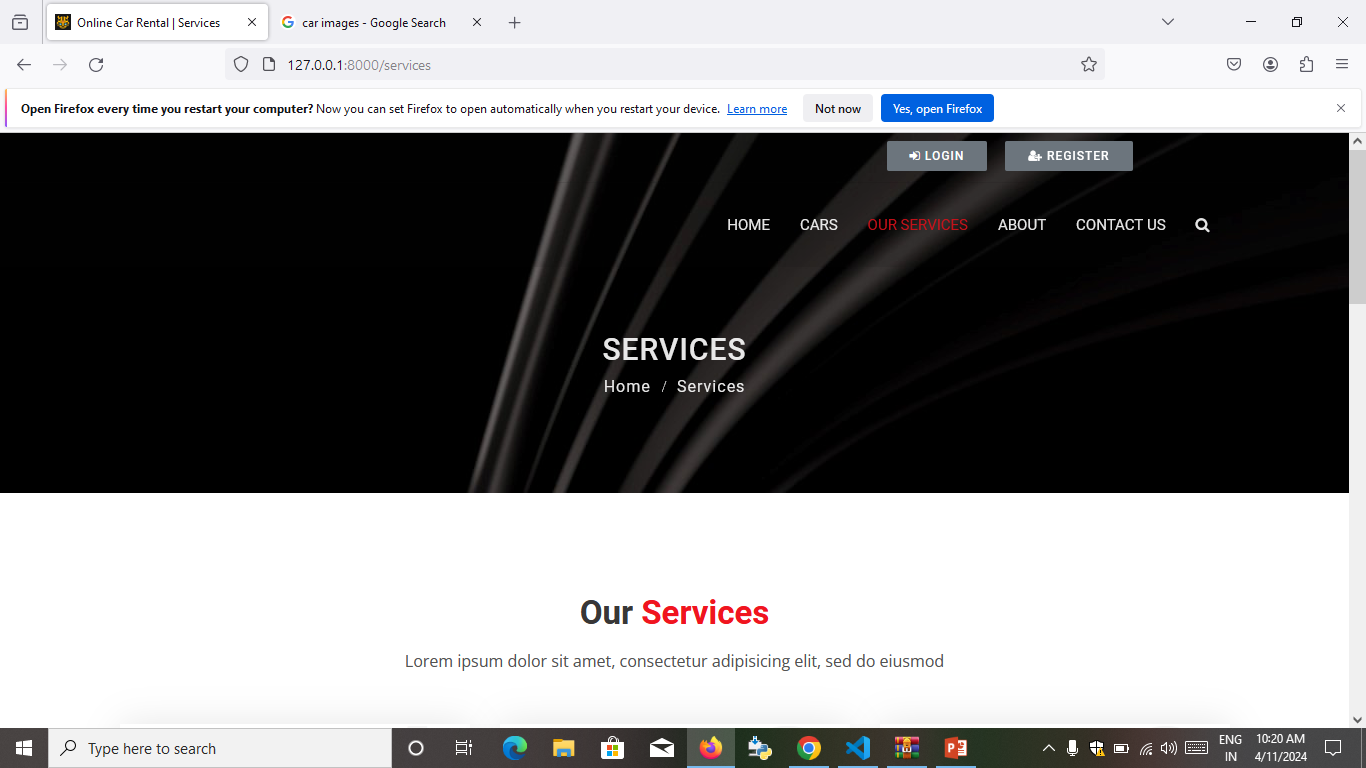 Online Car Rental | Services
car images - Google Search
127.0.0.1:8000/services
Open Firefox every time you restart your computer? Now you can set Firefox to open automatically when you restart your device. Learn more Not now Yes, open Firefox
LOGIN REGISTER
HOME CARS OUR SERVICES ABOUT CONTACT US
SERVICES
Home / Services
Our Services
Lorem ipsum dolor sit amet, consectetur adipisicing elit, sed do eiusmod
Type here to search
ENG
IN
10:20 AM
4/11/2024